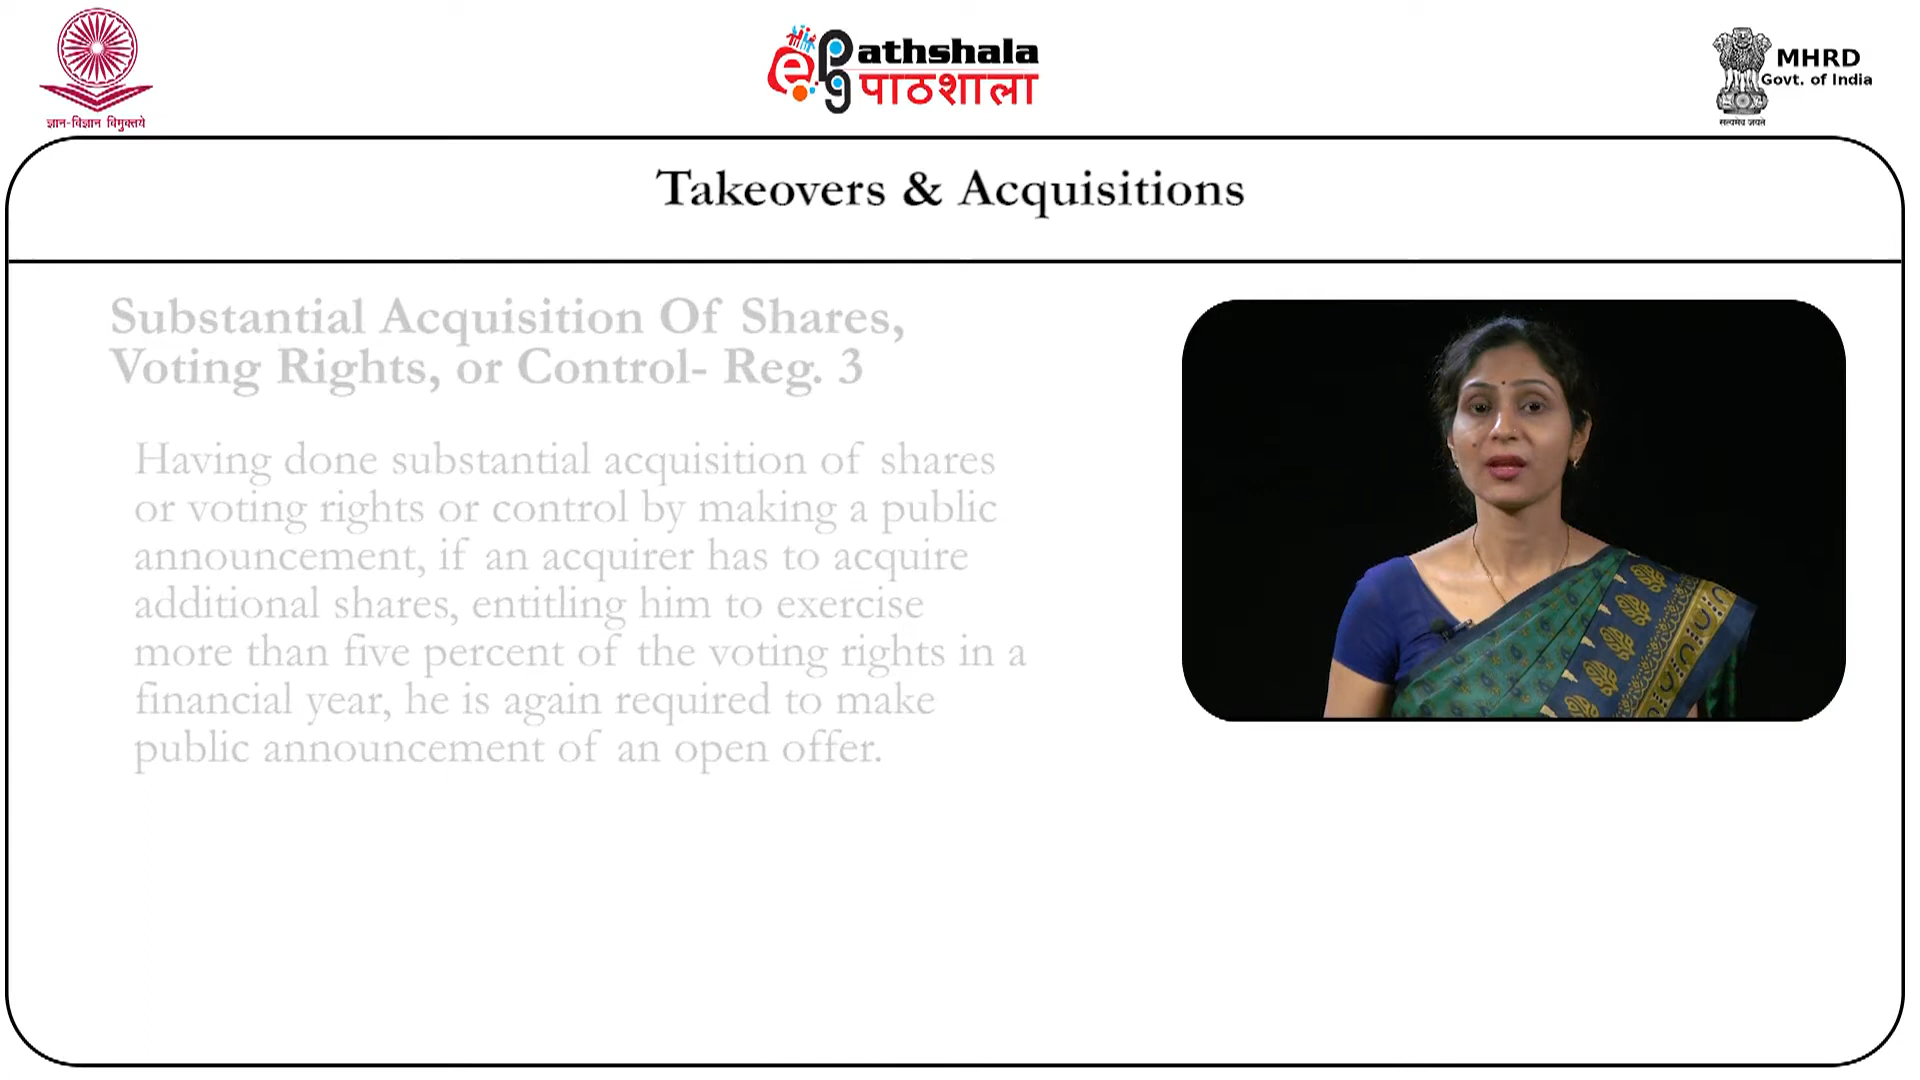 ज्ञान-विज्ञान विमुक्तये
ePG
athshala
पाठशाला
MHRD
Govt. of India
सत्यमेव जयते
Takeovers & Acquisitions
Substantial Acquisition Of Shares,
Voting Rights, or Control- Reg. 3
Having done substantial acquisition of shares
or voting rights or control by making a public
announcement, if an acquirer has to acquire
additional shares, entitling him to exercise
more than five percent of the voting rights in a
financial year, he is again required to make
public announcement of an open offer.